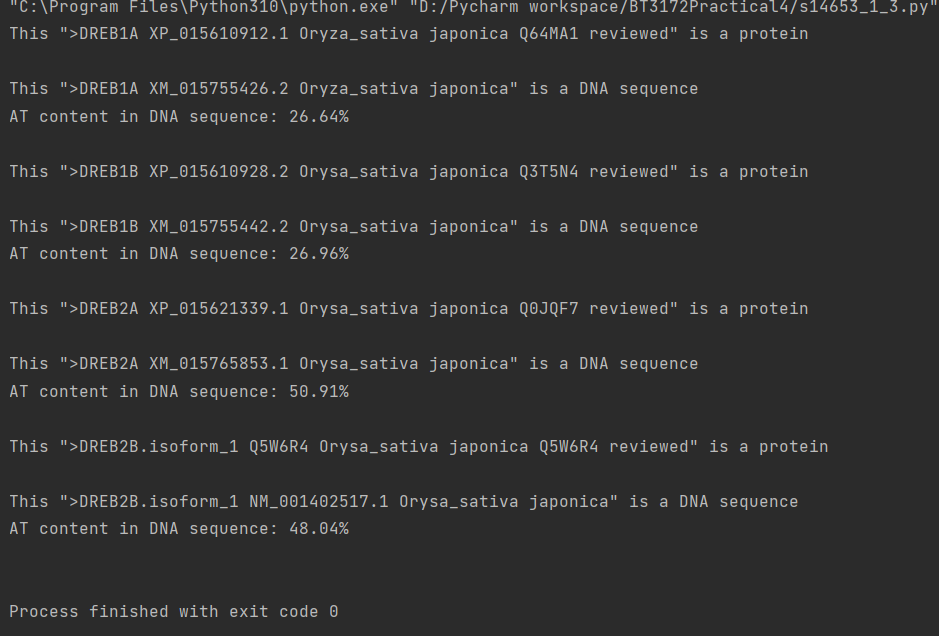 "C:\Program Files\Python310\python.exe" "D:/Pycharm workspace/BT3172Practical4/s14653_1_3.py"
This ">DREB1A XP_015610912.1 Oryza_sativa japonica Q64MA1 reviewed" is a protein
This ">DREB1A XM_015755426.2 Oryza_sativa japonica" is a DNA sequence
AT content in DNA sequence: 26.64%
This ">DREB1B XP_015610928.2 Orysa_sativa japonica Q3T5N4 reviewed" is a protein
This ">DREB1B XM_015755442.2 Orysa_sativa japonica" is a DNA sequence
AT content in DNA sequence: 26.96%
This ">DREB2A XP_015621339.1 Orysa_sativa japonica Q0JQF7 reviewed" is a protein
This ">DREB2A XM_015765853.1 Orysa_sativa japonica" is a DNA sequence
AT content in DNA sequence: 50.91%
This ">DREB2B.isoform_1 Q5W6R4 Orysa_sativa japonica Q5W6R4 reviewed" is a protein
This ">DREB2B.isoform_1 NM_001402517.1 Orysa_sativa japonica" is a DNA sequence
AT content in DNA sequence: 48.04%
Process finished with exit code 0